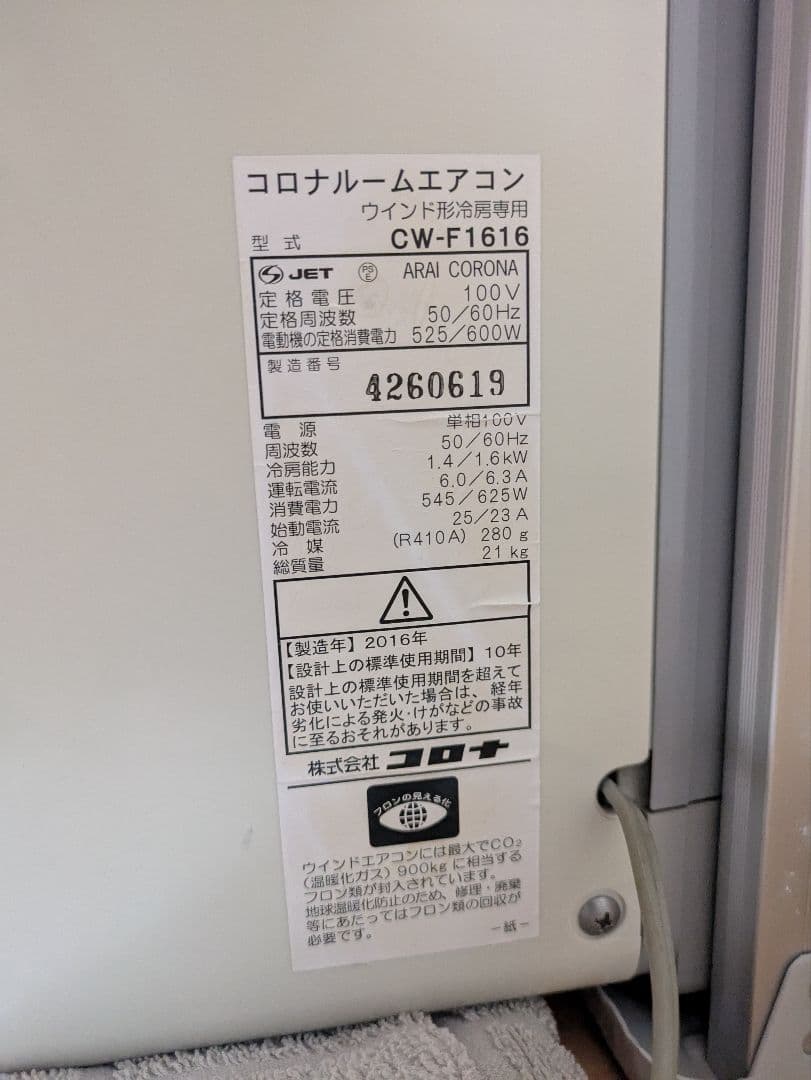 コロナルームエアコン
ウインド形冷房専用
型式 CW-F1616
JET PSE ARAI CORONA
定格電圧 100V
定格周波数 50/60Hz
電動機の定格消費電力 525/600W
製造番号
4260619
電源 単相100V
周波数 50/60Hz
冷房能力 1.4/1.6kW
運転電流 6.0/6.3A
消費電力 545/625W
始動電流 25/23A
冷媒 (R410A) 280g
総質量 21kg
【製造年】2016年
【設計上の標準使用期間】10年
設計上の標準使用期間を超えて
お使いいただいた場合は、経年
劣化による発火・けがなどの事故
に至るおそれがあります。
株式会社 コロナ
フロンの見える化
ウインドエアコンには最大でCO₂
(温暖化ガス)900kgに相当する
フロン類が封入されています。
地球温暖化防止のため、修理・廃棄
等にあたってはフロン類の回収が
必要です。
-紙-